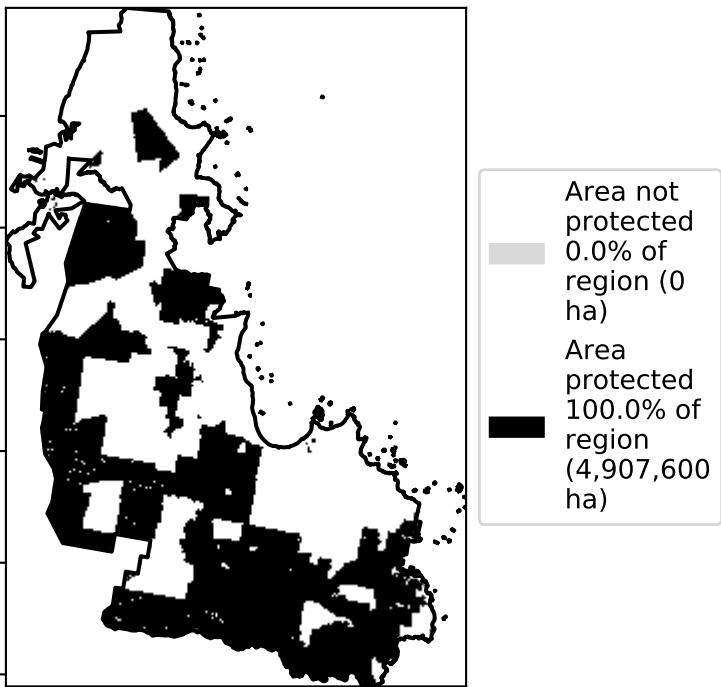 Area not
protected
0.0% of
region (0
ha)
Area
protected
100.0% of
region
(4,907,600
ha)